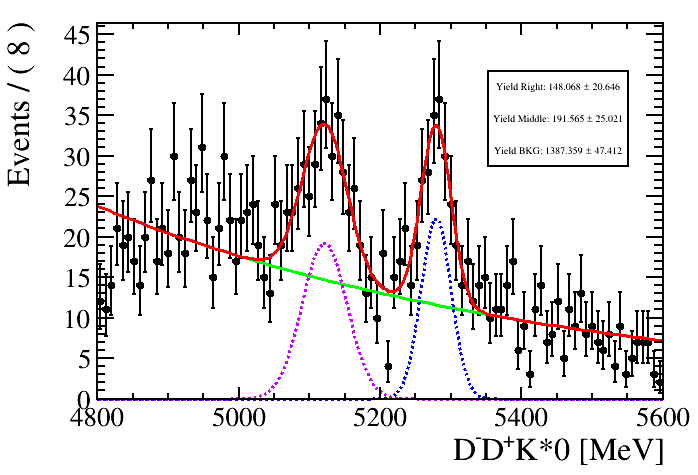 Events / ( 8 )
45
40
35
30
25
20
15
10
5
0
Yield Right: 148.068 ± 20.646
Yield Middle: 191.565 ± 25.021
Yield BKG: 1387.359 ± 47.412
4800 5000 5200 5400 5600
D⁻D⁺K*0 [MeV]